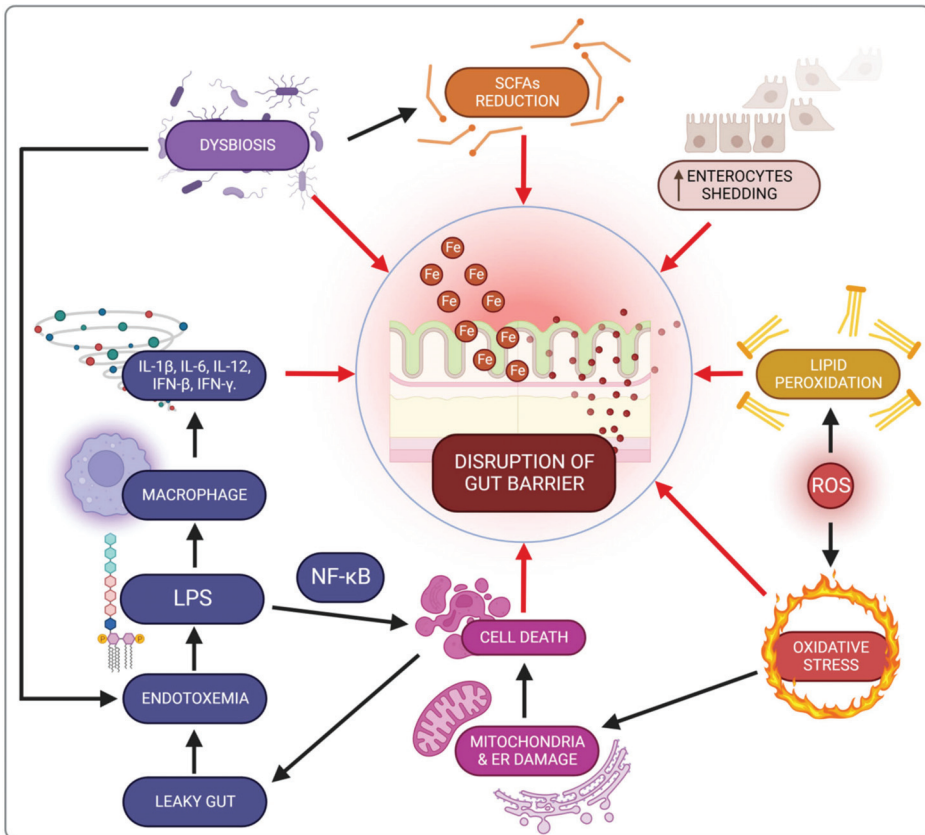 SCFAs
REDUCTION
DYSBIOSIS
↑ ENTEROCYTES
SHEDDING
Fe
Fe
Fe
Fe
Fe
Fe
Fe
Fe
Fe
IL-1β, IL-6, IL-12,
IFN-β, IFN-γ.
LIPID
PEROXIDATION
DISRUPTION OF
GUT BARRIER
MACROPHAGE
ROS
NF-κB
LPS
P
P
CELL DEATH
OXIDATIVE
STRESS
ENDOTOXEMIA
MITOCHONDRIA
& ER DAMAGE
LEAKY GUT